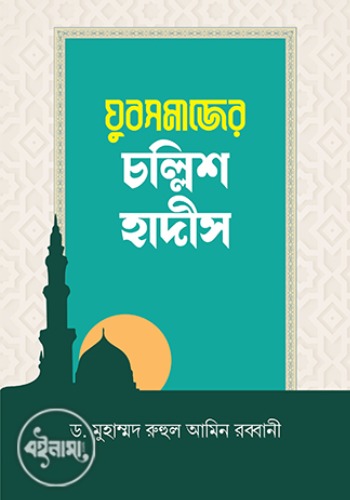 যুবসমাজের
চল্লিশ
হাদীস
ড. মুহাম্মদ রুহুল আমিন রব্বানী
বইনামা